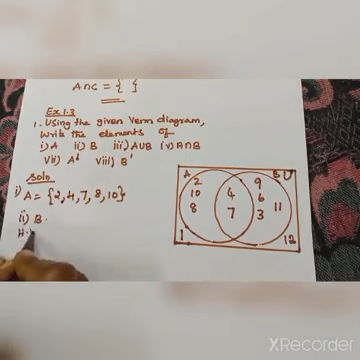 A∩C = { }
Ex 1.3
1. Using the given Venn diagram,
Write the elements of
i) A ii) B iii) A∪B iv) A∩B
vii) A' viii) B'
Soln
i) A = {2, 4, 7, 8, 10}
ii) B.
A B U
2 9
10 4 6 11
8 7 3
1 12
XRecorder